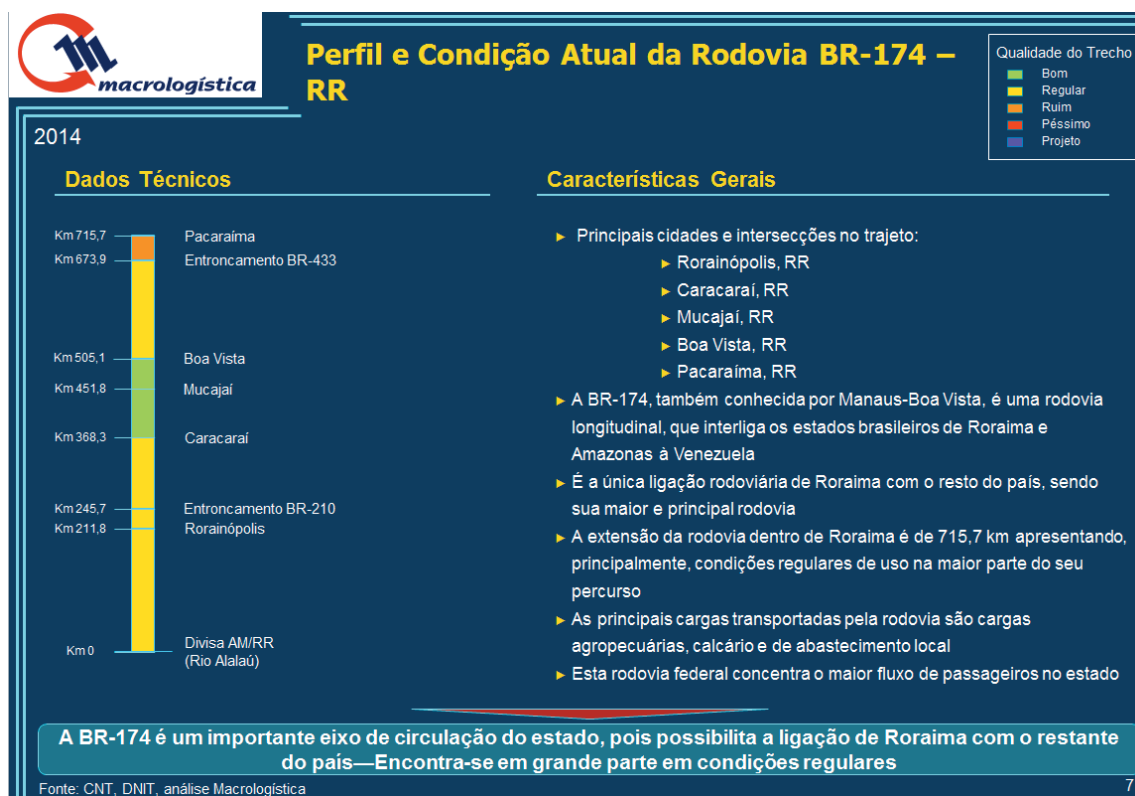 macrologística
Perfil e Condição Atual da Rodovia BR-174 –
RR
Qualidade do Trecho
Bom
Regular
Ruim
Péssimo
Projeto
2014
Dados Técnicos
Km 715,7 Pacaraíma
Km 673,9 Entroncamento BR-433
Km 505,1 Boa Vista
Km 451,8 Mucajaí
Km 368,3 Caracaraí
Km 245,7 Entroncamento BR-210
Km 211,8 Rorainópolis
Km 0 Divisa AM/RR
(Rio Alalaú)
Características Gerais
► Principais cidades e intersecções no trajeto:
► Rorainópolis, RR
► Caracaraí, RR
► Mucajaí, RR
► Boa Vista, RR
► Pacaraíma, RR
► A BR-174, também conhecida por Manaus-Boa Vista, é uma rodovia
longitudinal, que interliga os estados brasileiros de Roraima e
Amazonas à Venezuela
► É a única ligação rodoviária de Roraima com o resto do país, sendo
sua maior e principal rodovia
► A extensão da rodovia dentro de Roraima é de 715,7 km apresentando,
principalmente, condições regulares de uso na maior parte do seu
percurso
► As principais cargas transportadas pela rodovia são cargas
agropecuárias, calcário e de abastecimento local
► Esta rodovia federal concentra o maior fluxo de passageiros no estado
A BR-174 é um importante eixo de circulação do estado, pois possibilita a ligação de Roraima com o restante
do país—Encontra-se em grande parte em condições regulares
Fonte: CNT, DNIT, análise Macrologística
7